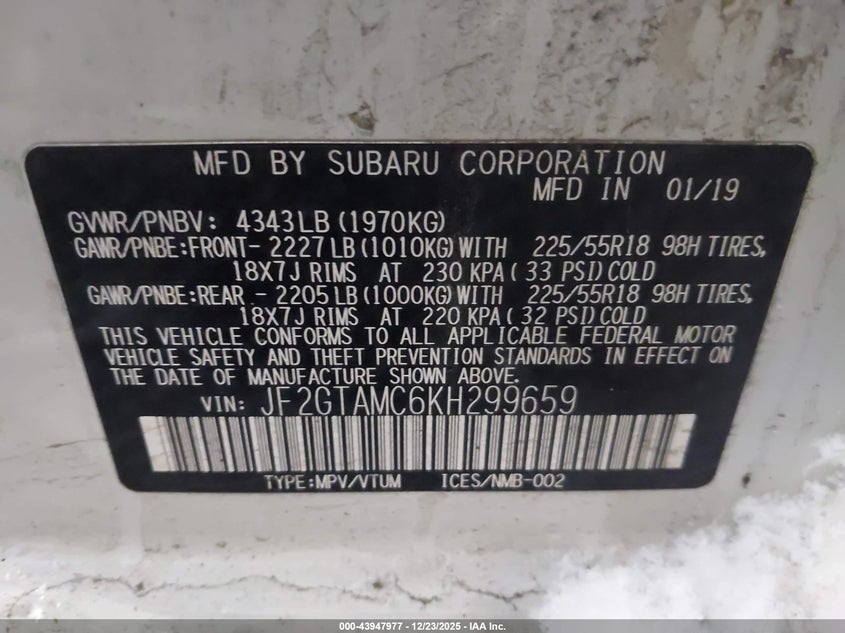 MFD BY SUBARU CORPORATION
MFD IN 01/19
GVWR/PNBV: 4343LB (1970KG)
GAWR/PNBE:FRONT- 2227LB (1010KG) WITH 225/55R18 98H TIRES,
18X7J RIMS AT 230 KPA ( 33 PSI) COLD
GAWR/PNBE:REAR - 2205LB (1000KG) WITH 225/55R18 98H TIRES,
18X7J RIMS AT 220 KPA ( 32 PSI) COLD
THIS VEHICLE CONFORMS TO ALL APPLICABLE FEDERAL MOTOR
VEHICLE SAFETY AND THEFT PREVENTION STANDARDS IN EFFECT ON
THE DATE OF MANUFACTURE SHOWN ABOVE.
VIN: JF2GTAMC6KH299659
TYPE:MPV/VTUM ICES/NMB-002
000-43947977 - 12/23/2025 - IAA Inc.